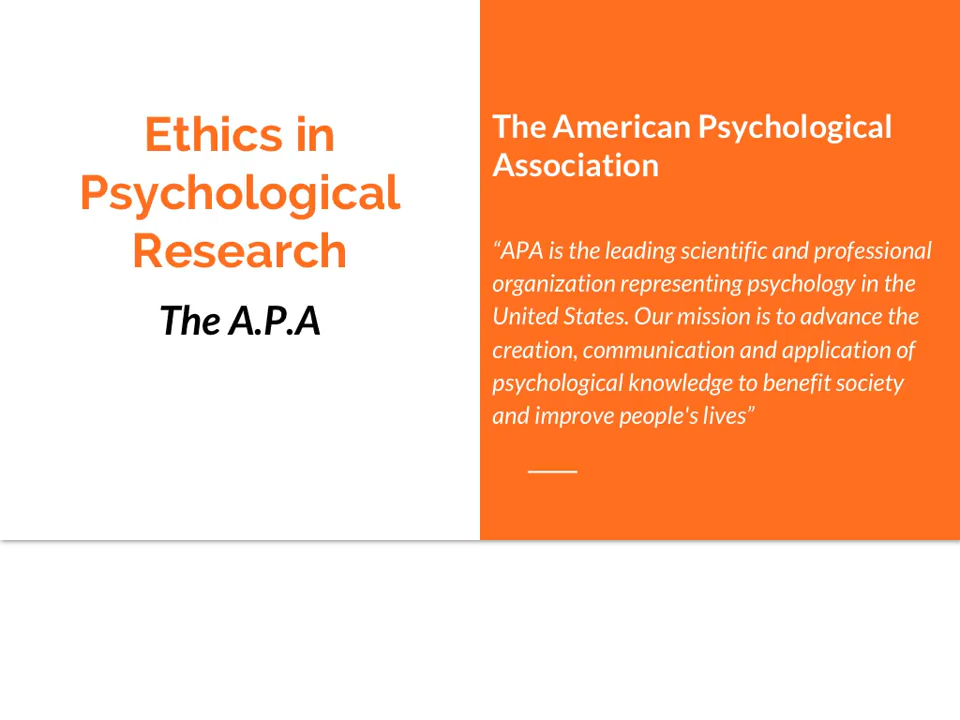 Ethics in
Psychological
Research
The A.P.A
The American Psychological
Association
“APA is the leading scientific and professional
organization representing psychology in the
United States. Our mission is to advance the
creation, communication and application of
psychological knowledge to benefit society
and improve people's lives”